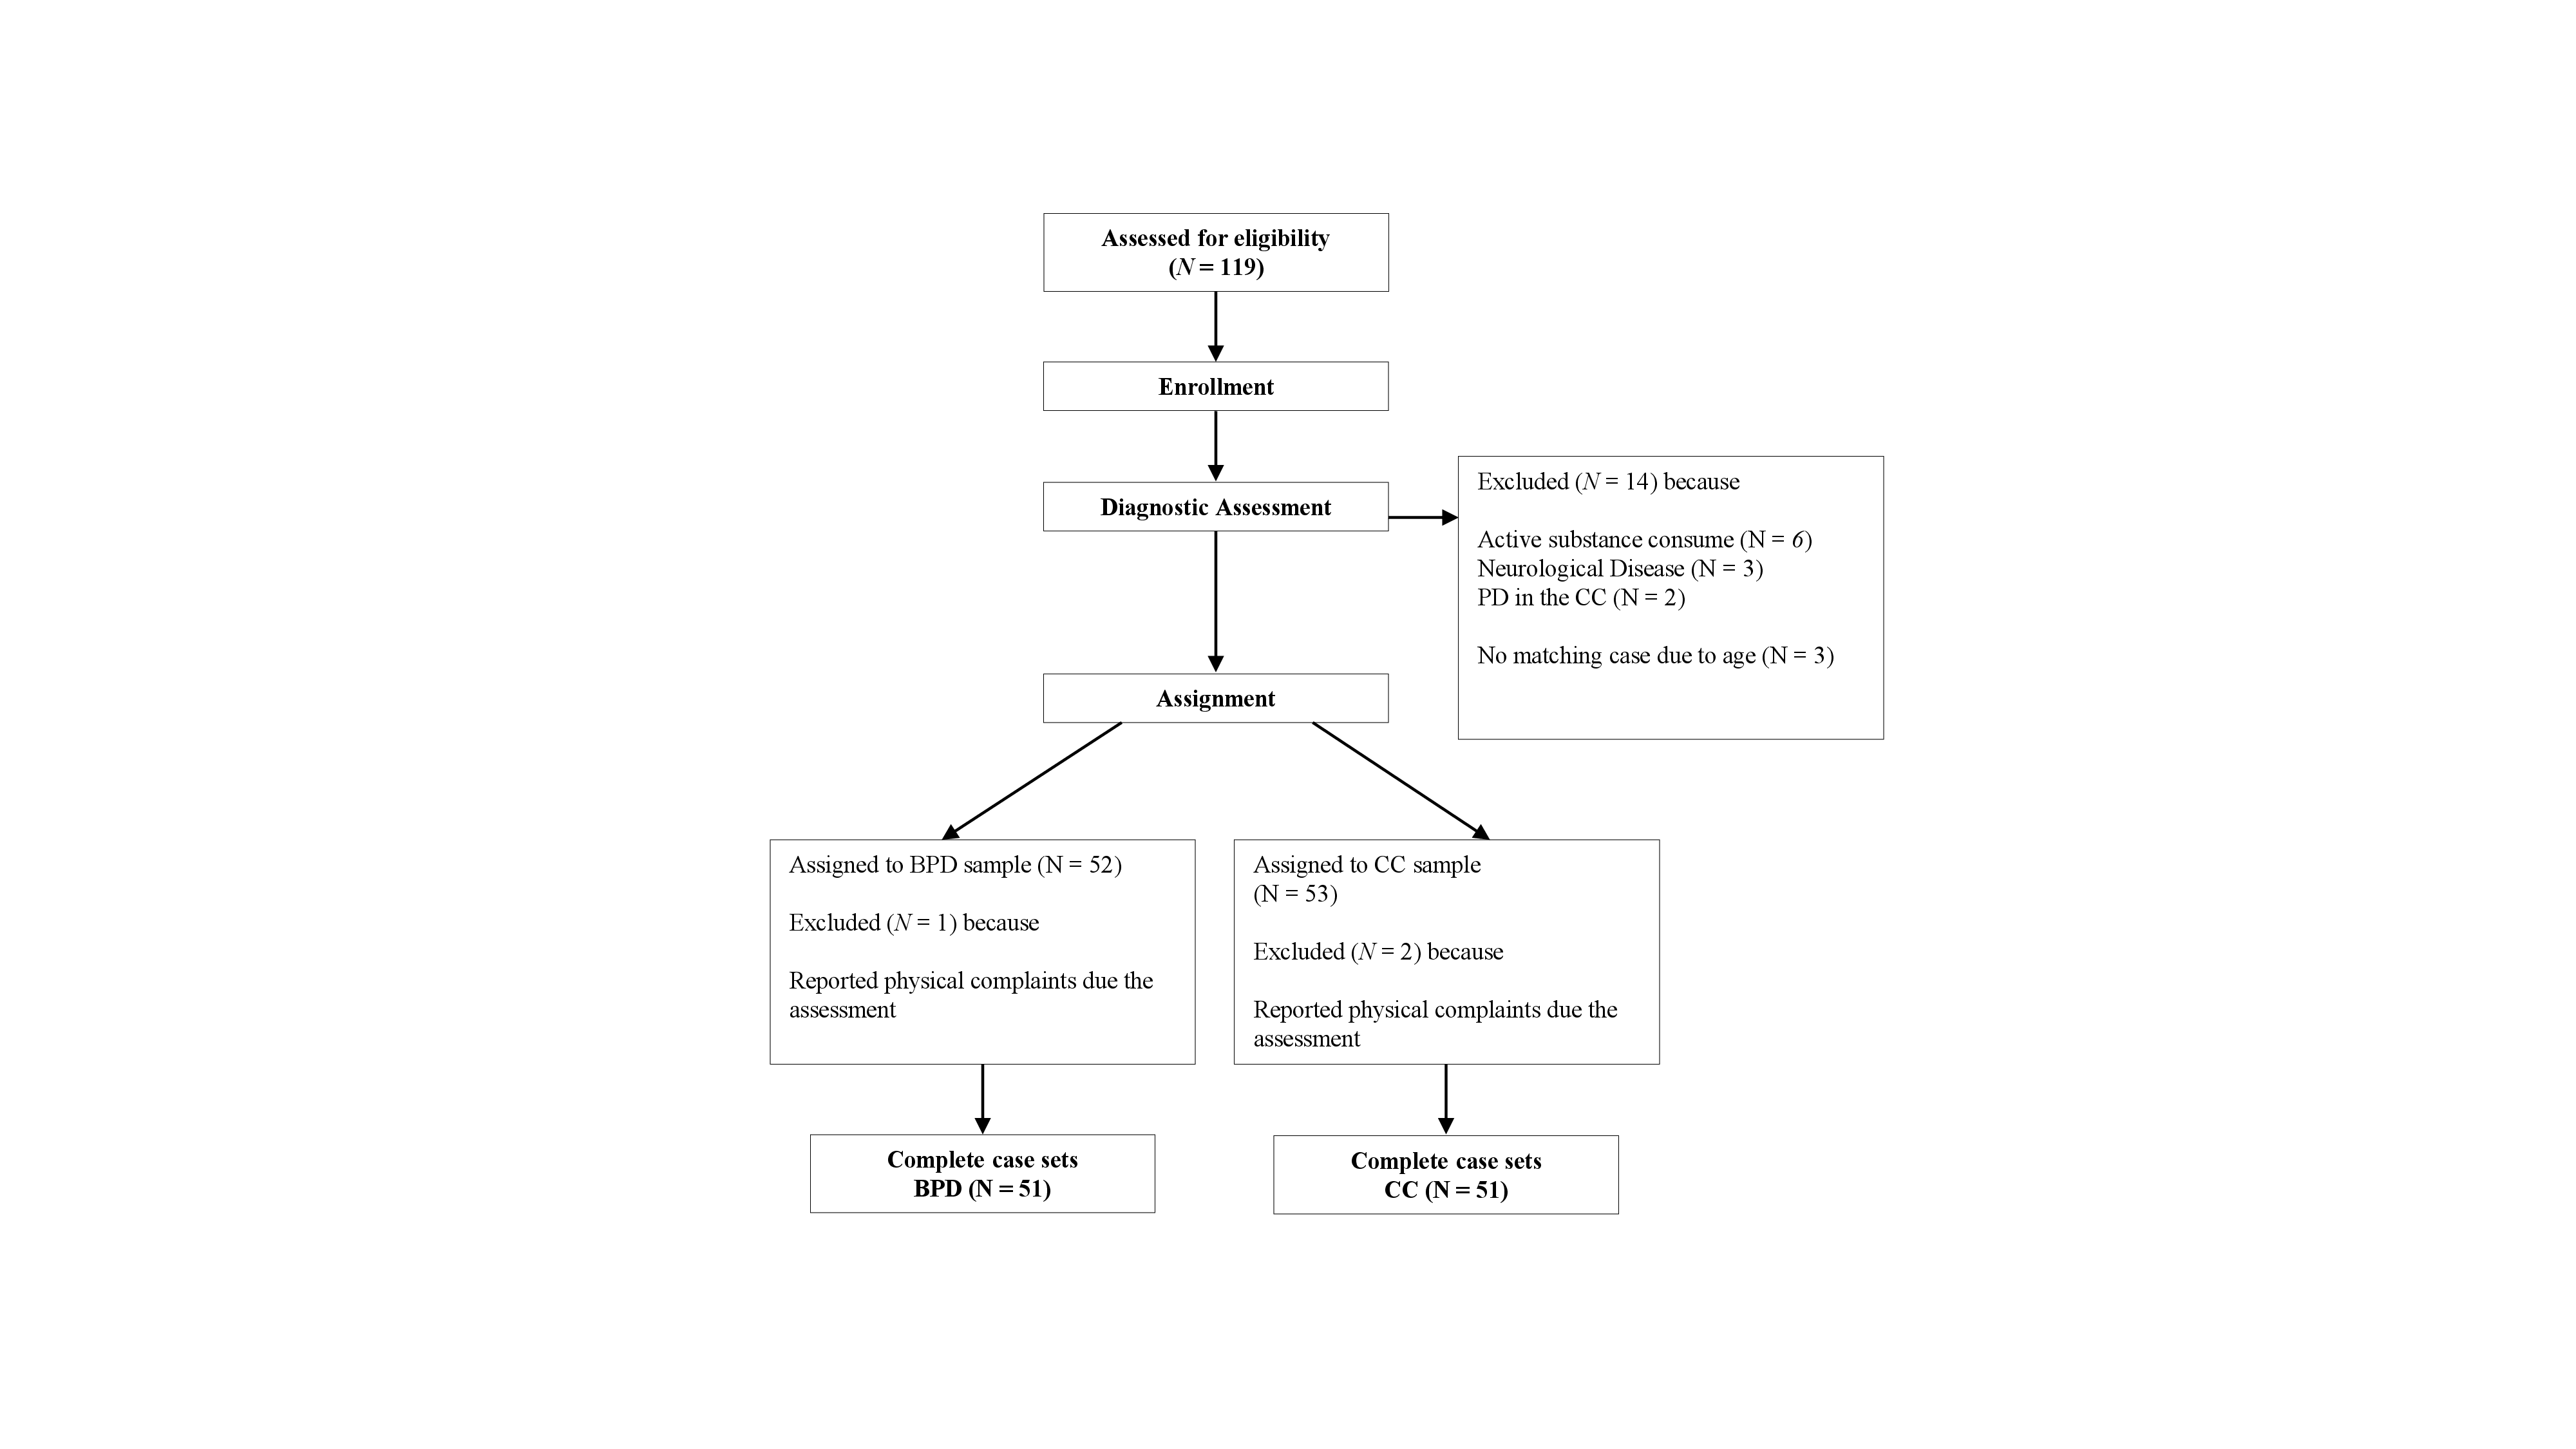 Assessed for eligibility
(N = 119)
Enrollment
Diagnostic Assessment
Excluded (N = 14) because
Active substance consume (N = 6)
Neurological Disease (N = 3)
PD in the CC (N = 2)
No matching case due to age (N = 3)
Assignment
Assigned to BPD sample (N = 52)
Excluded (N = 1) because
Reported physical complaints due the
assessment
Assigned to CC sample
(N = 53)
Excluded (N = 2) because
Reported physical complaints due the
assessment
Complete case sets
BPD (N = 51)
Complete case sets
CC (N = 51)